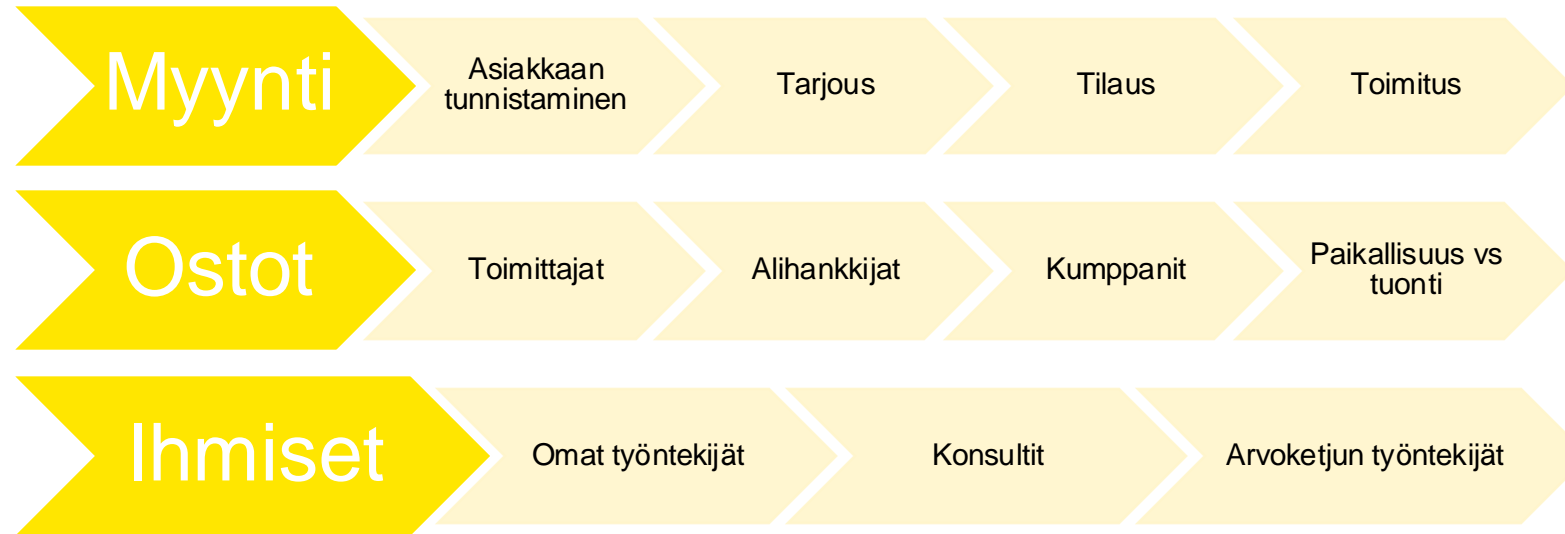 Myynti
Asiakkaan
tunnistaminen
Tarjous
Tilaus
Toimitus
Ostot
Toimittajat
Alihankkijat
Kumppanit
Paikallisuus vs
tuonti
Ihmiset
Omat työntekijät
Konsultit
Arvoketjun työntekijät